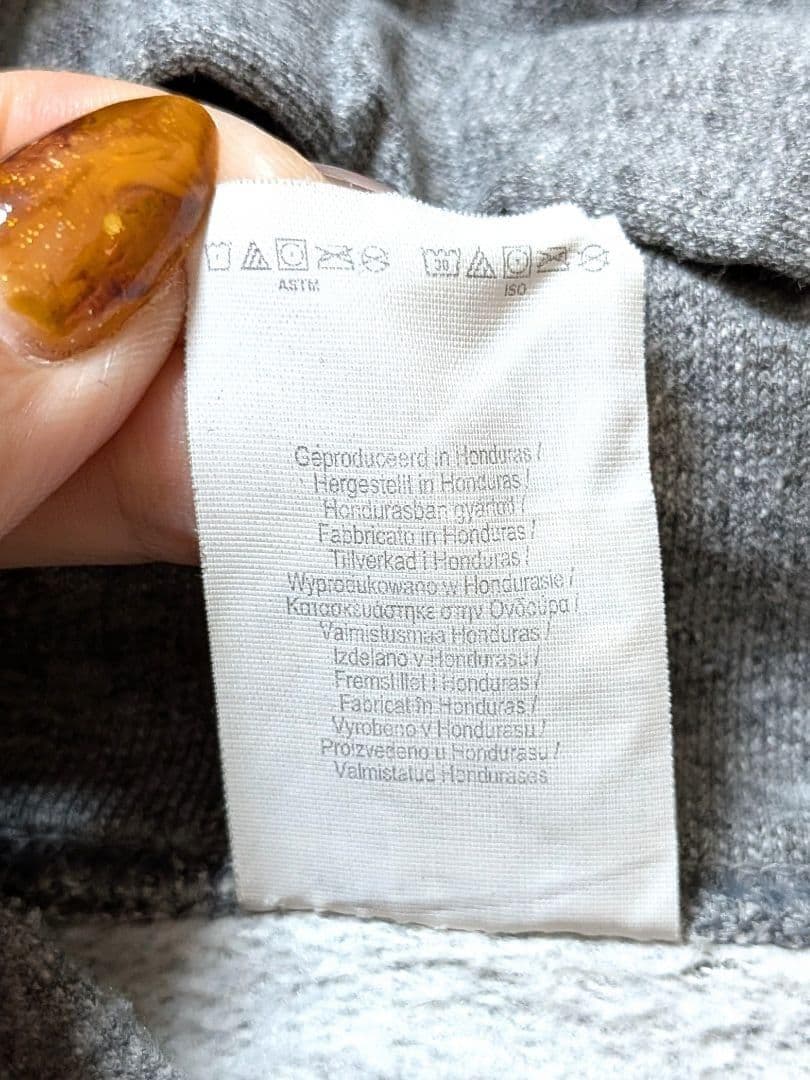 30
ASTM
ISO
Geproduceerd in Honduras /
Hergestellt in Honduras /
Hondurasban gyártott /
Fabbricato in Honduras /
Tillverkad i Honduras /
Wyprodukowano w Hondurasie /
Κατασκευάστηκε στην Ονδούρα /
Valmistusmaa Honduras /
Izdelano v Hondurasu /
Fremstillet i Honduras /
Fabricat în Honduras /
Vyrobeno v Hondurasu /
Proizvedeno u Hondurasu /
Valmistatud Hondurases